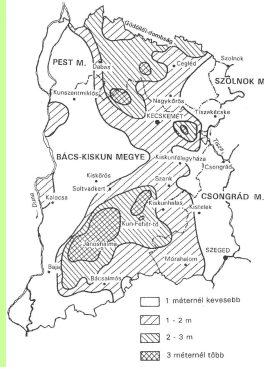 Gödöllői-dombság
PEST M.
Dabas
Cegléd
Szolnok
SZOLNOK M
Kunszentmiklós
Nagykőrös
Tiszakécske
KECSKEMÉT
Tisza
BÁCS-KISKUN MEGYE
Kiskunfélegyháza
Csongrád
Kiskőrös
Szank
Soltvadkert
CSONGRÁD M.
Kalocsa
Kiskunhalas
Kistelek
Duna
Kun-Fehér-tó
Jánoshalma
SZEGED
Baja
Mórahalom
Bácsalmás
1 méternél kevesebb
1 - 2 m
2 - 3 m
3 méternél több